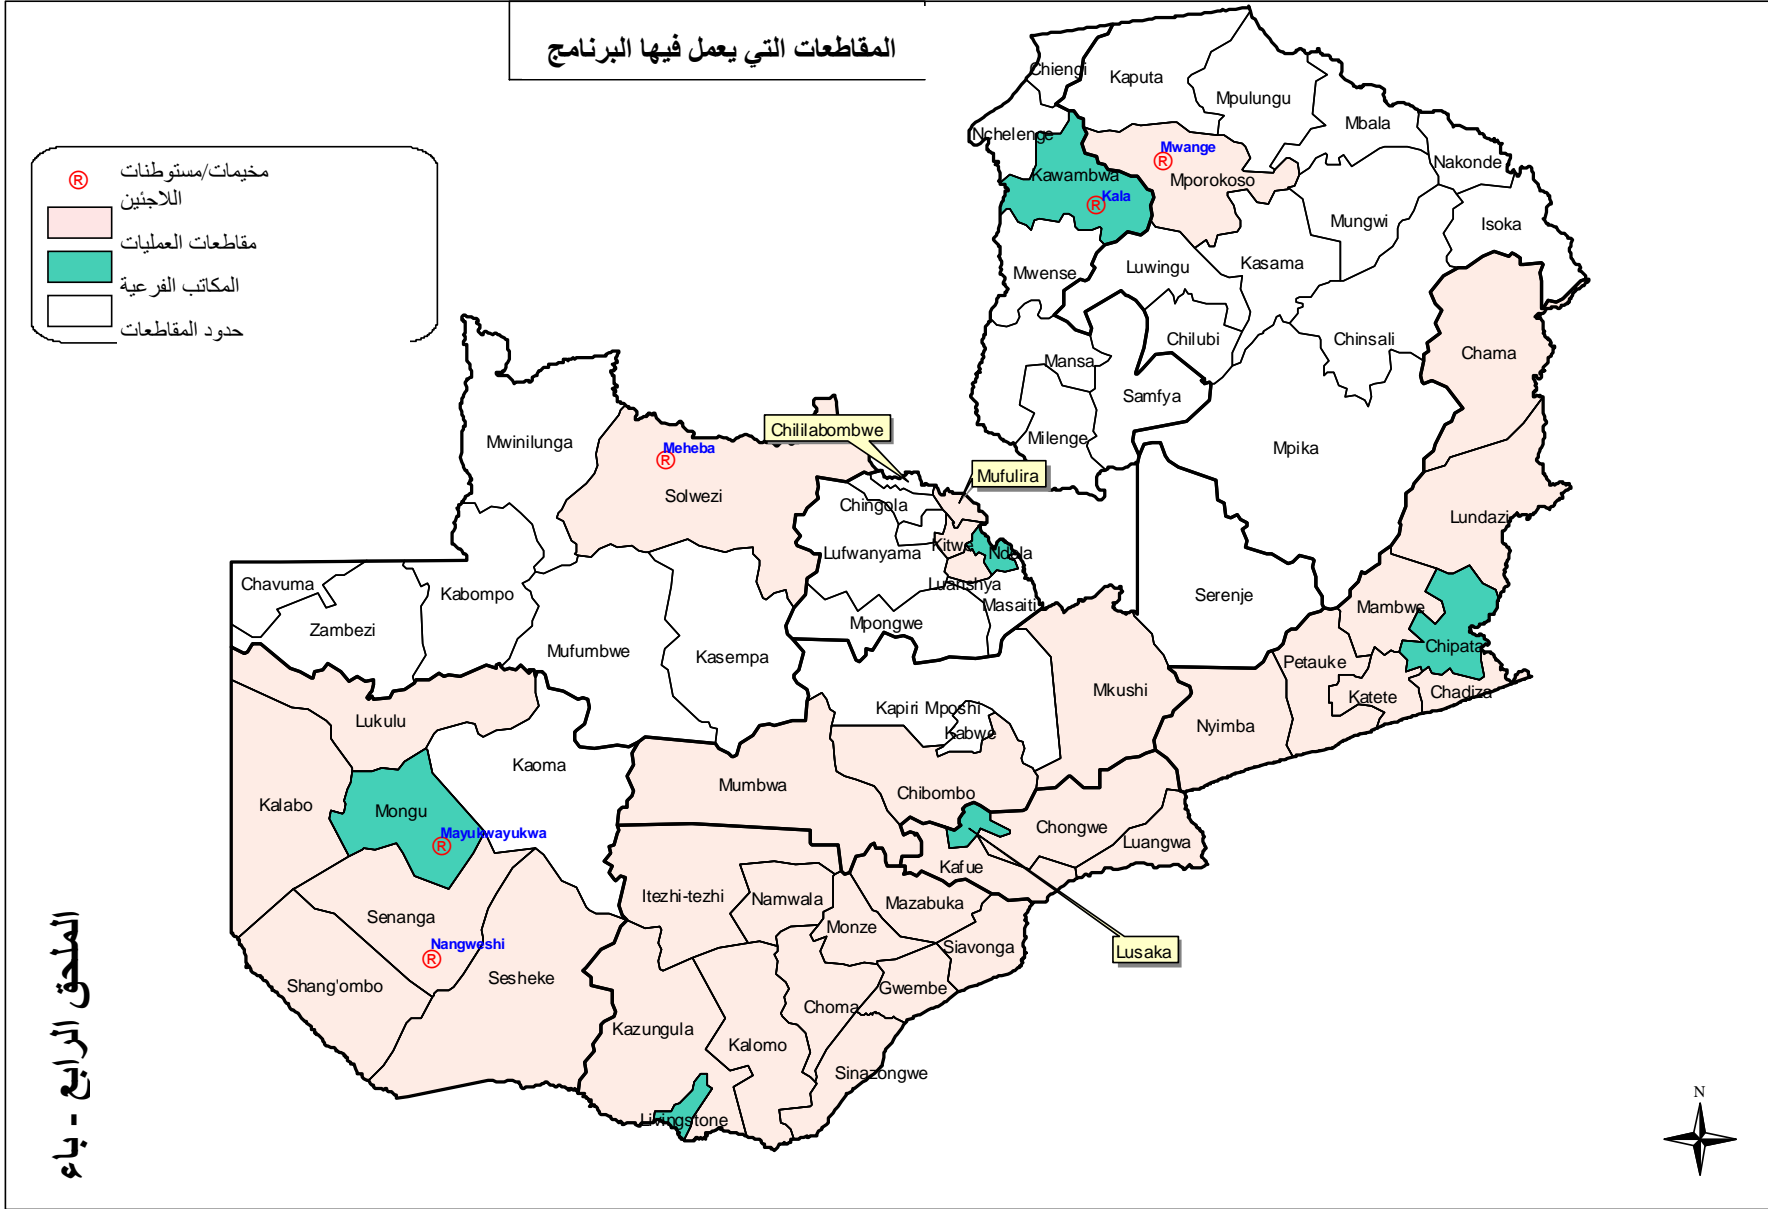 المقاطعات التي يعمل فيها البرنامج
مخيمات/مستوطنات
اللاجئين
مقاطعات العمليات
المكاتب الفرعية
حدود المقاطعات
الملحق الرابع - باء
Chiengi
Kaputa
Mpulungu
Mbala
Nchelenge
Mwange
Nakonde
Kawambwa
Mporokoso
Kala
Mungwi
Isoka
Mwense
Luwingu
Kasama
Chilubi
Chinsali
Chama
Mansa
Samfya
Milenge
Mpika
Mwinilunga
Meheba
Solwezi
Chililabombwe
Mufulira
Chingola
Lundazi
Lufwanyama
Kitwe
Ndola
Luanshya
Masaiti
Mpongwe
Serenje
Chavuma
Zambezi
Kabompo
Mufumbwe
Kasempa
Mambwe
Chipata
Petauke
Katete
Chadiza
Mkushi
Nyimba
Kapiri Mposhi
Kabwe
Lukulu
Kaoma
Mumbwa
Chibombo
Kalabo
Mongu
Mayukwayukwa
Chongwe
Luangwa
Kafue
Itezhi-tezhi
Namwala
Mazabuka
Monze
Siavonga
Lusaka
Senanga
Nangweshi
Sesheke
Shang'ombo
Gwembe
Choma
Kazungula
Kalomo
Sinazongwe
Livingstone
R
R
R
R
R
R
N